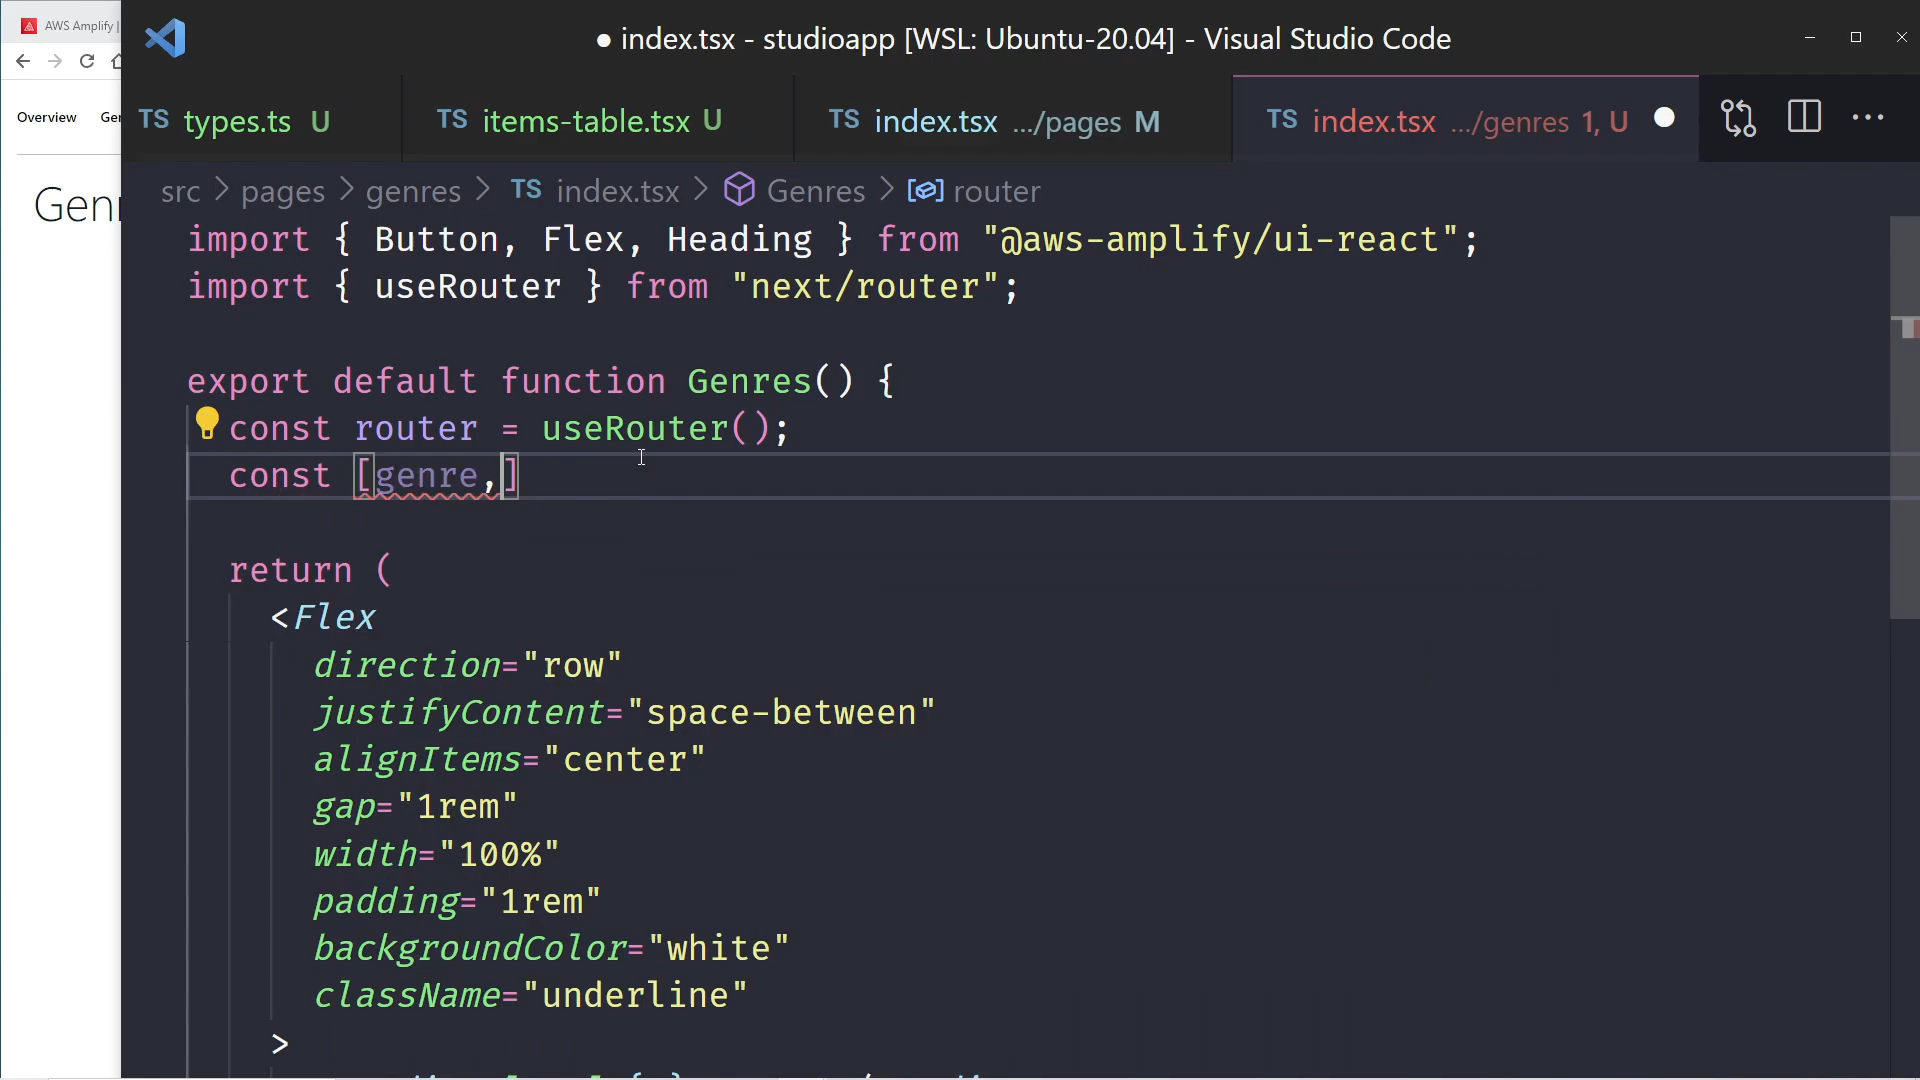 AWS Amplify |
● index.tsx - studioapp [WSL: Ubuntu-20.04] - Visual Studio Code
TS types.ts U
TS items-table.tsx U
TS index.tsx .../pages M
TS index.tsx .../genres 1, U
Overview
src > pages > genres > TS index.tsx > Genres > router
import { Button, Flex, Heading } from "@aws-amplify/ui-react";
import { useRouter } from "next/router";
export default function Genres() {
const router = useRouter();
const [genre,]
return (
<Flex
direction="row"
justifyContent="space-between"
alignItems="center"
gap="1rem"
width="100%"
padding="1rem"
backgroundColor="white"
className="underline"
>